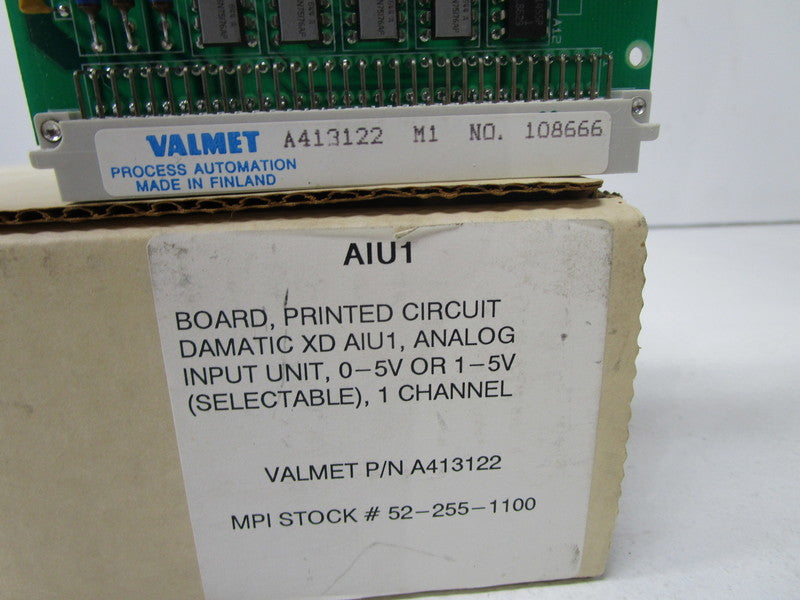 A12
VALMET A413122 M1 NO. 108666
PROCESS AUTOMATION
MADE IN FINLAND
AIU1
BOARD, PRINTED CIRCUIT
DAMATIC XD AIU1, ANALOG
INPUT UNIT, 0-5V OR 1-5V
(SELECTABLE), 1 CHANNEL
VALMET P/N A413122
MPI STOCK # 52-255-1100